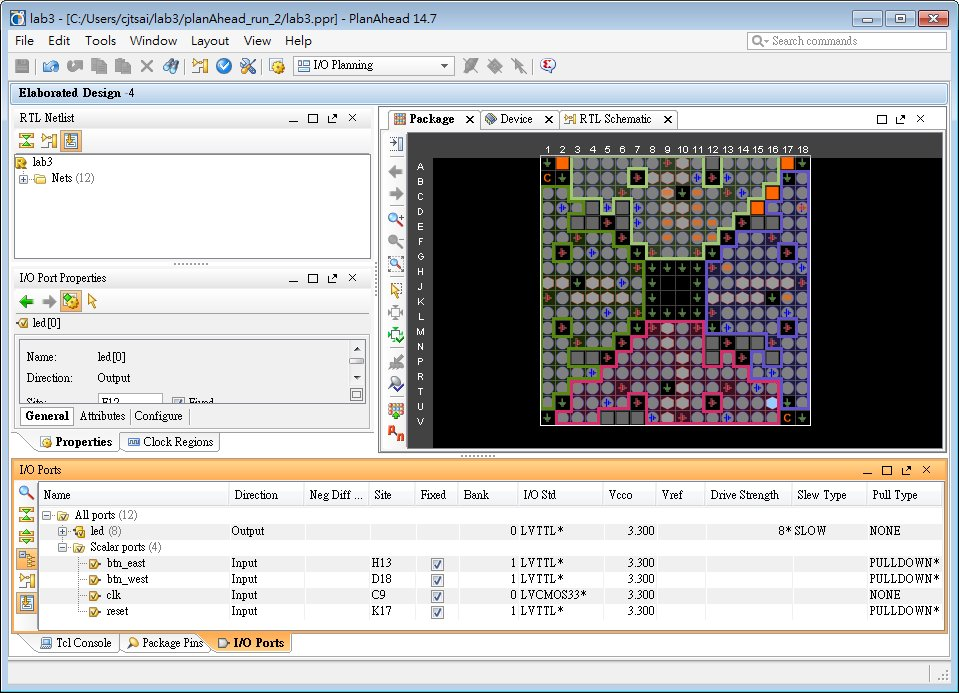 lab3 - [C:/Users/cjtsai/lab3/planAhead_run_2/lab3.ppr] - PlanAhead 14.7
File Edit Tools Window Layout View Help
Search commands
I/O Planning
Elaborated Design -4
RTL Netlist
lab3
Nets (12)
I/O Port Properties
led[0]
Name: led[0]
Direction: Output
Site: F12 Fixed
General Attributes Configure
Properties Clock Regions
Package Device RTL Schematic
1 2 3 4 5 6 7 8 9 10 11 12 13 14 15 16 17 18
A
B
C
D
E
F
G
H
J
K
L
M
N
P
R
T
U
V
C
C
I/O Ports
Name Direction Neg Diff ... Site Fixed Bank I/O Std Vcco Vref Drive Strength Slew Type Pull Type
All ports (12)
led (8) Output 0 LVTTL* 3.300 8* SLOW NONE
Scalar ports (4)
btn_east Input H13 1 LVTTL* 3.300 PULLDOWN*
btn_west Input D18 1 LVTTL* 3.300 PULLDOWN*
clk Input C9 0 LVCMOS33* 3.300 NONE
reset Input K17 1 LVTTL* 3.300 PULLDOWN*
Tcl Console Package Pins I/O Ports